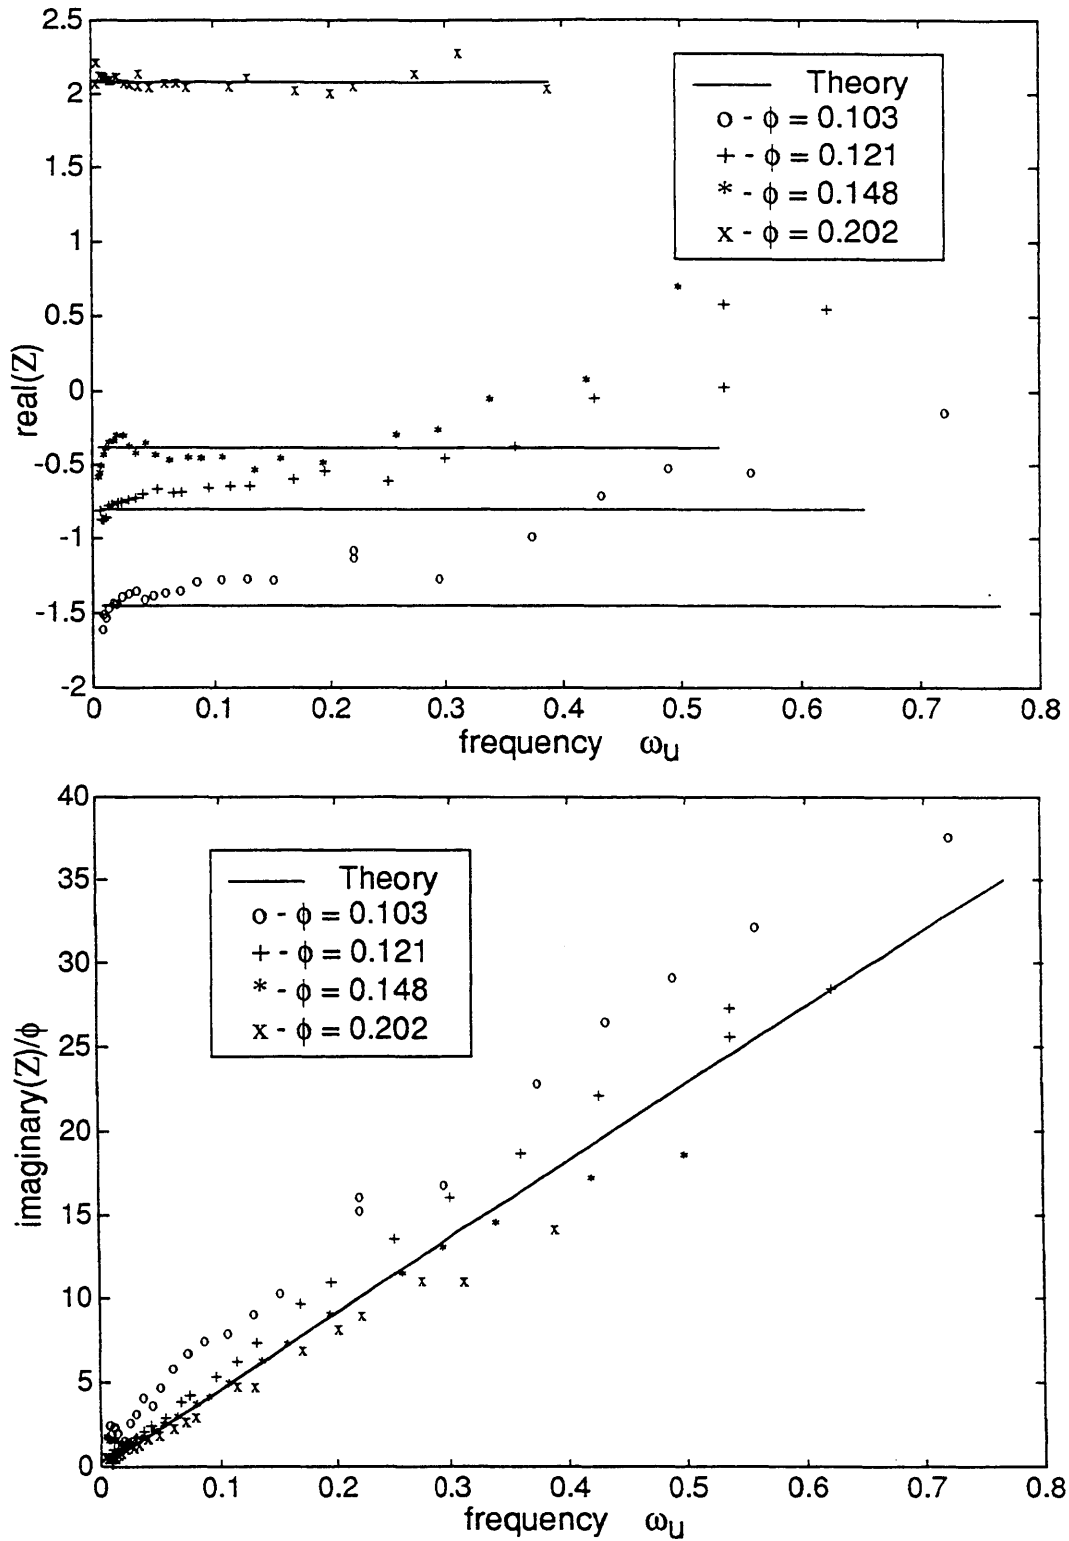 2.5
2
1.5
1
0.5
0
-0.5
-1
-1.5
-2
real(Z)
Theory
o - ϕ = 0.103
+ - ϕ = 0.121
* - ϕ = 0.148
x - ϕ = 0.202
0 0.1 0.2 0.3 0.4 0.5 0.6 0.7 0.8
frequency ωu
40
35
30
25
20
15
10
5
0
imaginary(Z)/ϕ
Theory
o - ϕ = 0.103
+ - ϕ = 0.121
* - ϕ = 0.148
x - ϕ = 0.202
0 0.1 0.2 0.3 0.4 0.5 0.6 0.7 0.8
frequency ωu